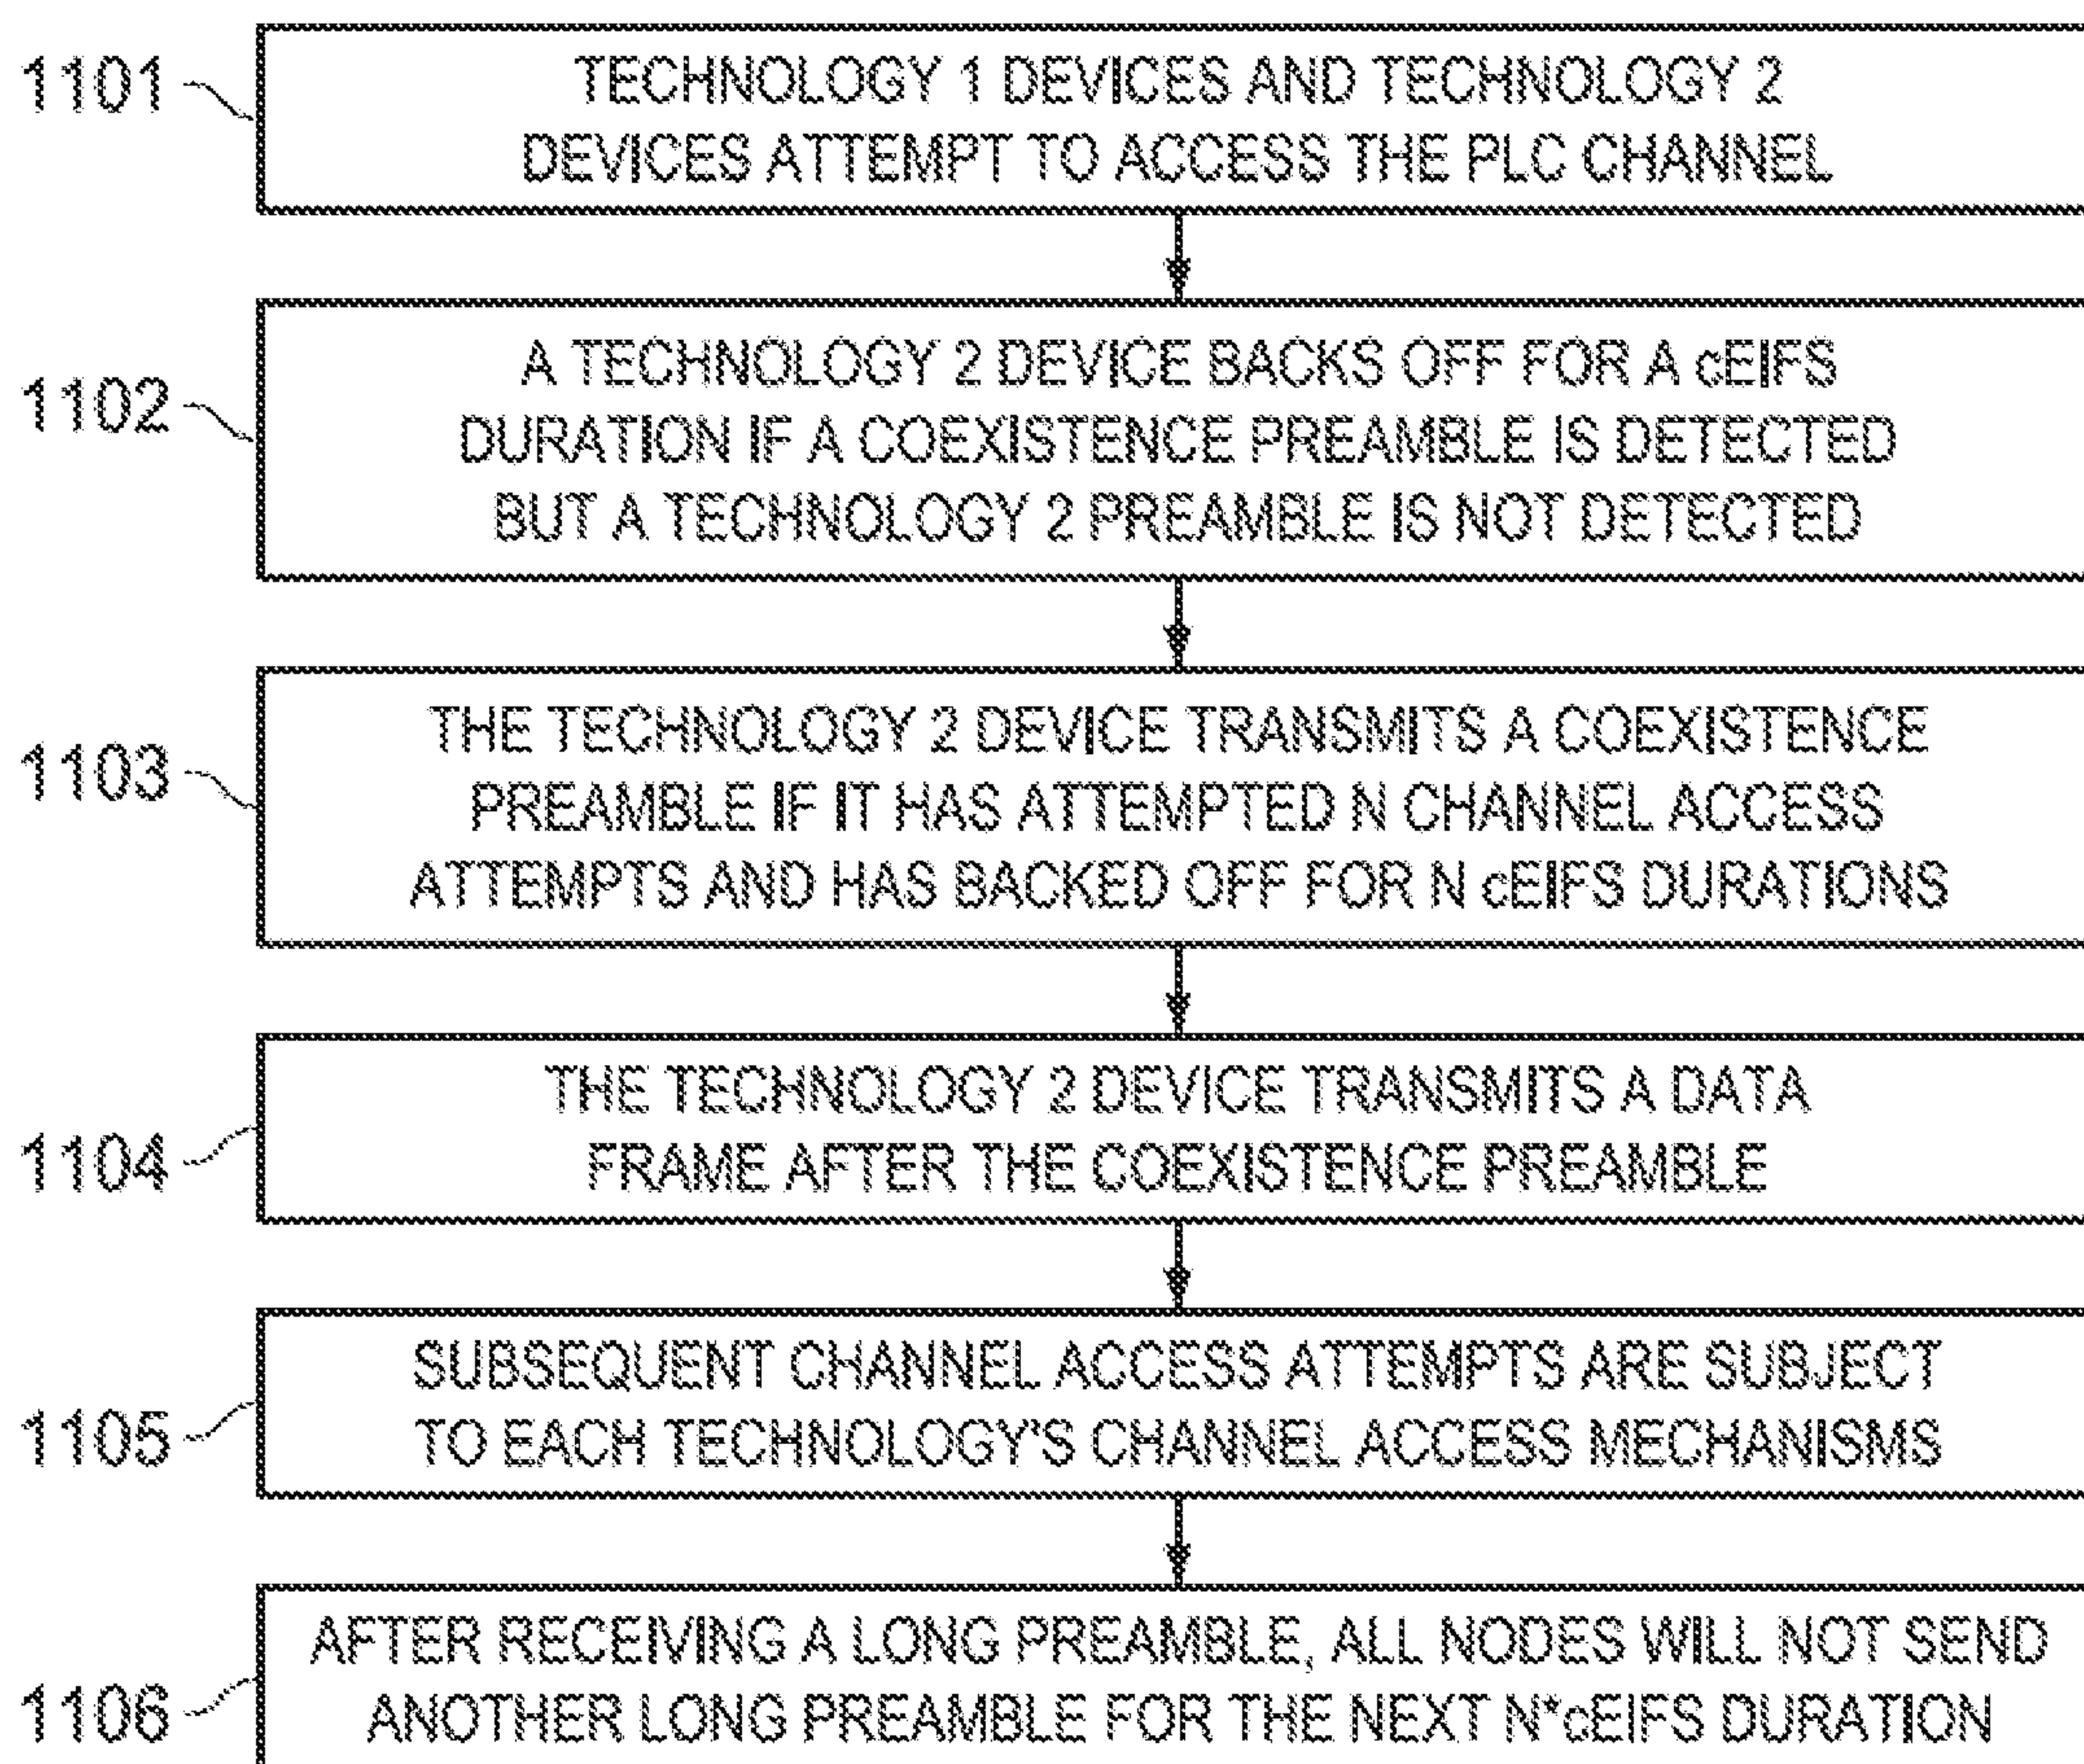 1101
TECHNOLOGY 1 DEVICES AND TECHNOLOGY 2
DEVICES ATTEMPT TO ACCESS THE PLC CHANNEL
1102
A TECHNOLOGY 2 DEVICE BACKS OFF FOR A cEIFS
DURATION IF A COEXISTENCE PREAMBLE IS DETECTED
BUT A TECHNOLOGY 2 PREAMBLE IS NOT DETECTED
1103
THE TECHNOLOGY 2 DEVICE TRANSMITS A COEXISTENCE
PREAMBLE IF IT HAS ATTEMPTED N CHANNEL ACCESS
ATTEMPTS AND HAS BACKED OFF FOR N cEIFS DURATIONS
1104
THE TECHNOLOGY 2 DEVICE TRANSMITS A DATA
FRAME AFTER THE COEXISTENCE PREAMBLE
1105
SUBSEQUENT CHANNEL ACCESS ATTEMPTS ARE SUBJECT
TO EACH TECHNOLOGY'S CHANNEL ACCESS MECHANISMS
1106
AFTER RECEIVING A LONG PREAMBLE, ALL NODES WILL NOT SEND
ANOTHER LONG PREAMBLE FOR THE NEXT N*cEIFS DURATION